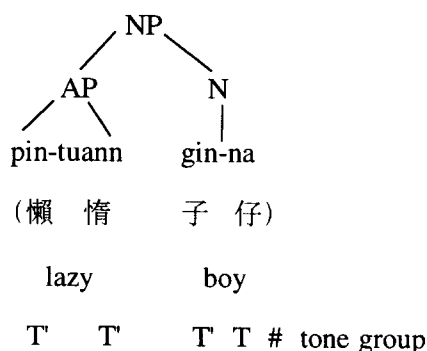 NP
AP N
pin-tuann gin-na
(懶 惰 子 仔)
lazy boy
T' T' T' T # tone group